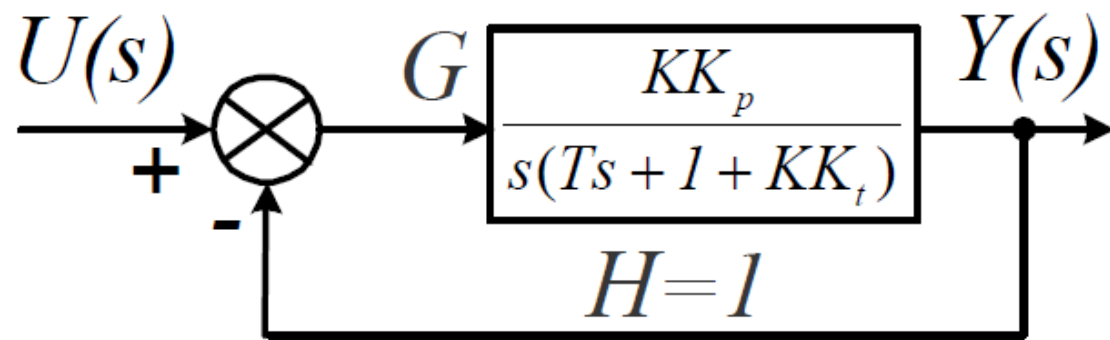 U(s)
G
KK_p
s(Ts + 1 + KK_t)
Y(s)
+
-
H=1